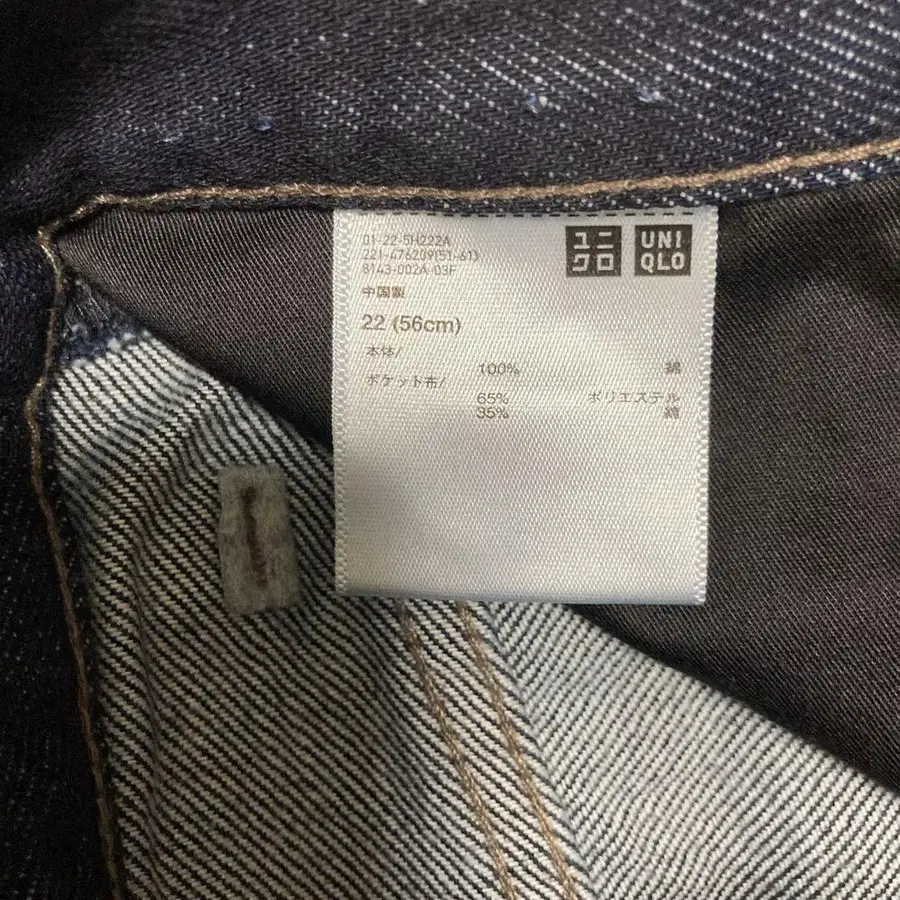 ユニ
クロ
UNI
QLO
01-22-5H222A
221-476209(51-61)
8143-002A-03F
中国製
22 (56cm)
本体/
100% 綿
ポケット布/
65% ポリエステル
35% 綿